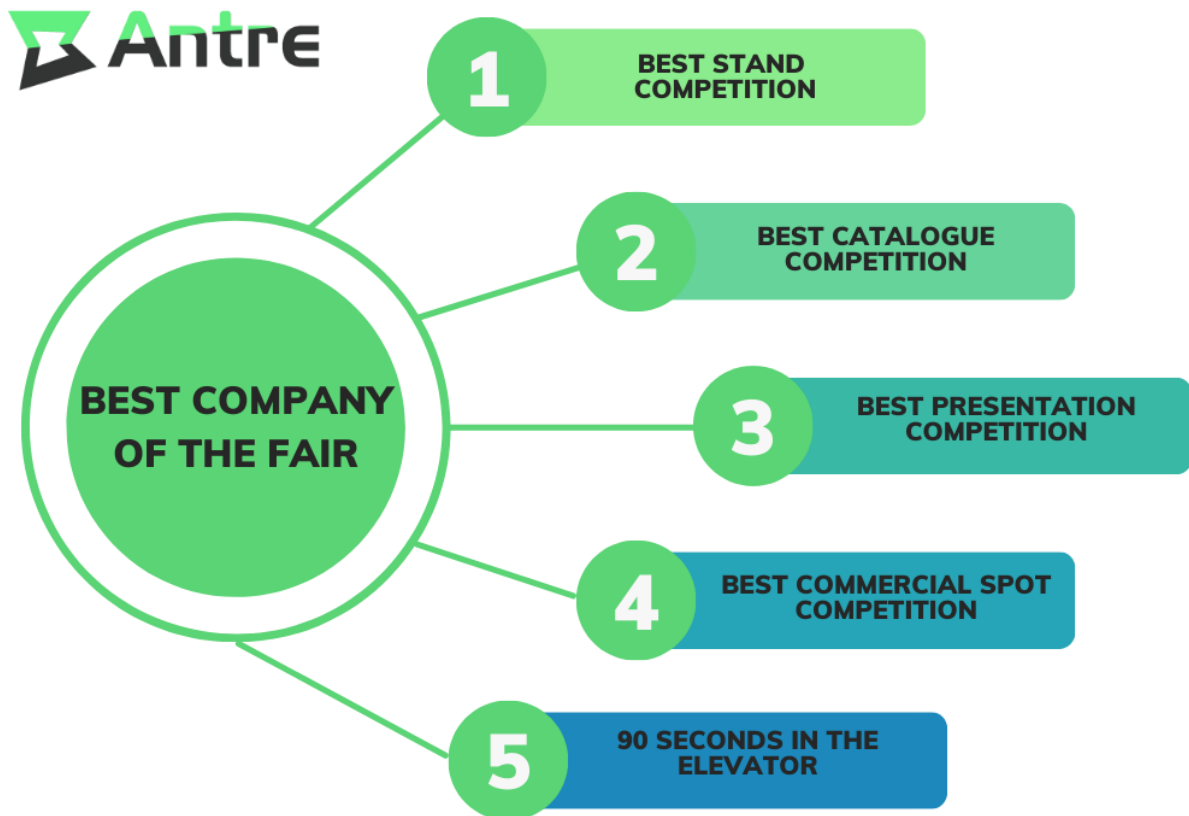 Antre
1
BEST STAND
COMPETITION
2
BEST CATALOGUE
COMPETITION
BEST COMPANY
OF THE FAIR
3
BEST PRESENTATION
COMPETITION
4
BEST COMMERCIAL SPOT
COMPETITION
5
90 SECONDS IN THE
ELEVATOR